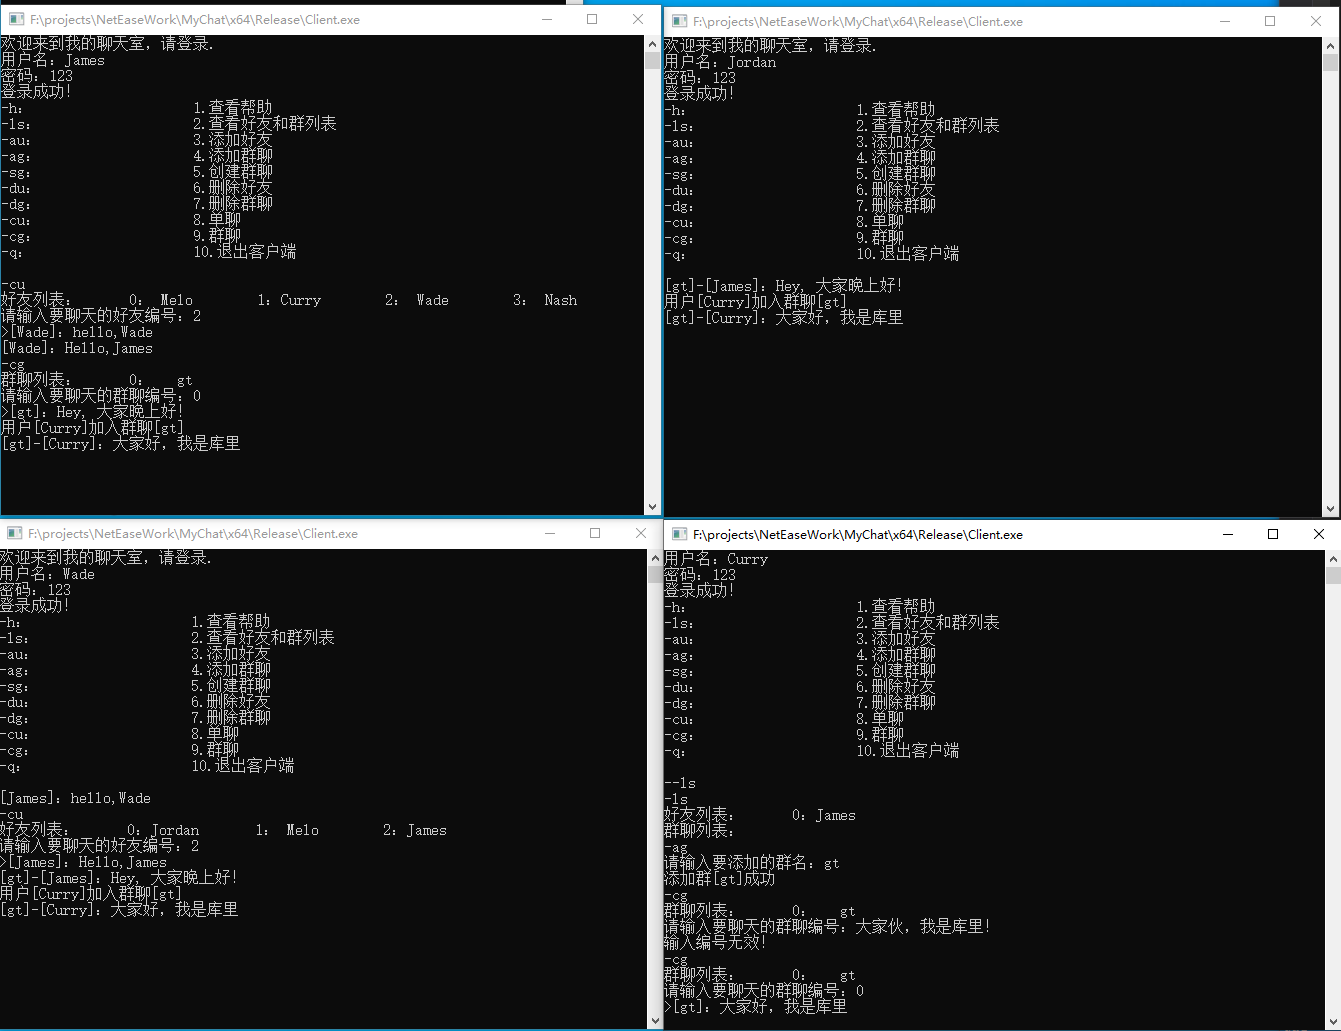 F:\projects\NetEaseWork\MyChat\x64\Release\Client.exe
欢迎来到我的聊天室，请登录.
用户名：James
密码：123
登录成功!
-h: 1.查看帮助
-ls: 2.查看好友和群列表
-au: 3.添加好友
-ag: 4.添加群聊
-sg: 5.创建群聊
-du: 6.删除好友
-dg: 7.删除群聊
-cu: 8.单聊
-cg: 9.群聊
-q: 10.退出客户端
-cu
好友列表: 0: Melo 1: Curry 2: Wade 3: Nash
请输入要聊天的好友编号：2
>[Wade]：hello,Wade
[Wade]：Hello,James
-cg
群聊列表: 0: gt
请输入要聊天的群聊编号：0
>[gt]：Hey, 大家晚上好!
用户[Curry]加入群聊[gt]
[gt]-[Curry]：大家好，我是库里
F:\projects\NetEaseWork\MyChat\x64\Release\Client.exe
欢迎来到我的聊天室，请登录.
用户名：Jordan
密码：123
登录成功!
-h: 1.查看帮助
-ls: 2.查看好友和群列表
-au: 3.添加好友
-ag: 4.添加群聊
-sg: 5.创建群聊
-du: 6.删除好友
-dg: 7.删除群聊
-cu: 8.单聊
-cg: 9.群聊
-q: 10.退出客户端
[gt]-[James]：Hey, 大家晚上好!
用户[Curry]加入群聊[gt]
[gt]-[Curry]：大家好，我是库里
F:\projects\NetEaseWork\MyChat\x64\Release\Client.exe
欢迎来到我的聊天室，请登录.
用户名：Wade
密码：123
登录成功!
-h: 1.查看帮助
-ls: 2.查看好友和群列表
-au: 3.添加好友
-ag: 4.添加群聊
-sg: 5.创建群聊
-du: 6.删除好友
-dg: 7.删除群聊
-cu: 8.单聊
-cg: 9.群聊
-q: 10.退出客户端
[James]：hello,Wade
-cu
好友列表: 0: Jordan 1: Melo 2: James
请输入要聊天的好友编号：2
>[James]：Hello,James
[gt]-[James]：Hey, 大家晚上好!
用户[Curry]加入群聊[gt]
[gt]-[Curry]：大家好，我是库里
F:\projects\NetEaseWork\MyChat\x64\Release\Client.exe
用户名：Curry
密码：123
登录成功!
-h: 1.查看帮助
-ls: 2.查看好友和群列表
-au: 3.添加好友
-ag: 4.添加群聊
-sg: 5.创建群聊
-du: 6.删除好友
-dg: 7.删除群聊
-cu: 8.单聊
-cg: 9.群聊
-q: 10.退出客户端
--ls
-ls
好友列表: 0: James
群聊列表:
-ag
请输入要添加的群名：gt
添加群[gt]成功
-cg
群聊列表: 0: gt
请输入要聊天的群聊编号：大家伙，我是库里!
输入编号无效!
-cg
群聊列表: 0: gt
请输入要聊天的群聊编号：0
>[gt]：大家好，我是库里